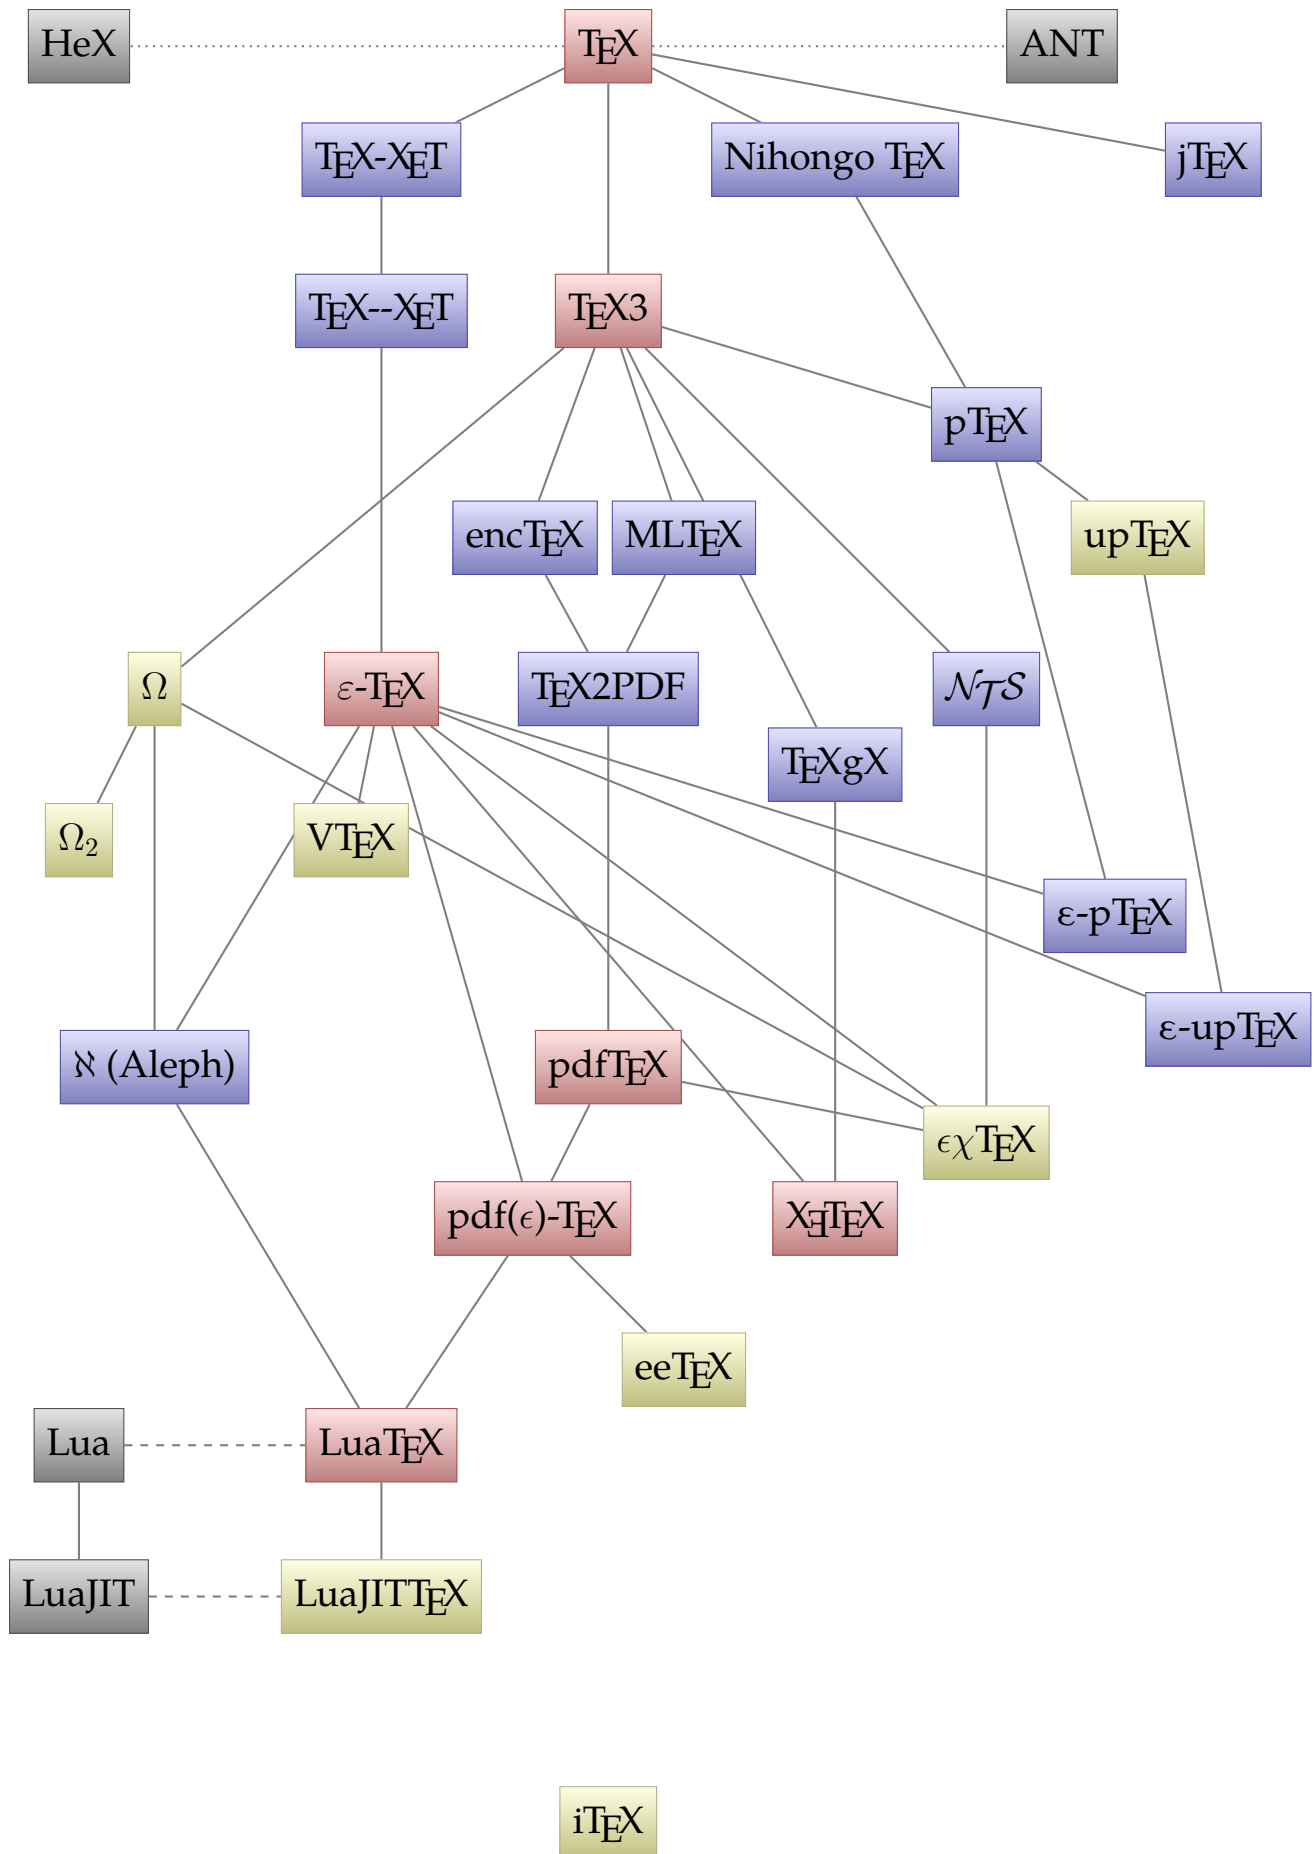 HeX
TEX
ANT
TEX-XET
Nihongo TEX
jTEX
TEX--XET
TEX3
pTEX
encTEX
MLTEX
upTEX
Ω
ε-TEX
TEX2PDF
NTS
TEXgX
Ω₂
VTEX
ε-pTEX
ε-upTEX
ℵ (Aleph)
pdfTEX
ϵχTEX
pdf(ϵ)-TEX
XƎTEX
eeTEX
Lua
LuaTEX
LuaJIT
LuaJITTEX
iTEX